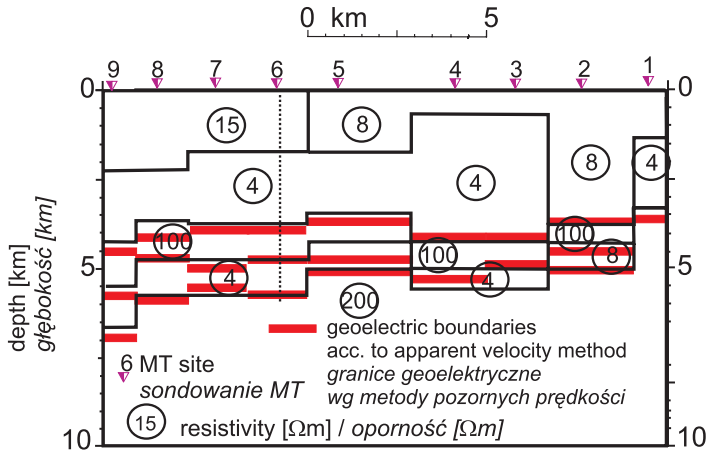 0 km 5
9 8 7 6 5 4 3 2 1
0 0
15 8
8 4
4 4
100 100
100 8
4 4
5 5
200
depth [km]
głębokość [km]
geoelectric boundaries
acc. to apparent velocity method
granice geoelektryczne
wg metody pozornych prędkości
6 MT site
sondowanie MT
15 resistivity [Ωm] / oporność [Ωm]
10 10